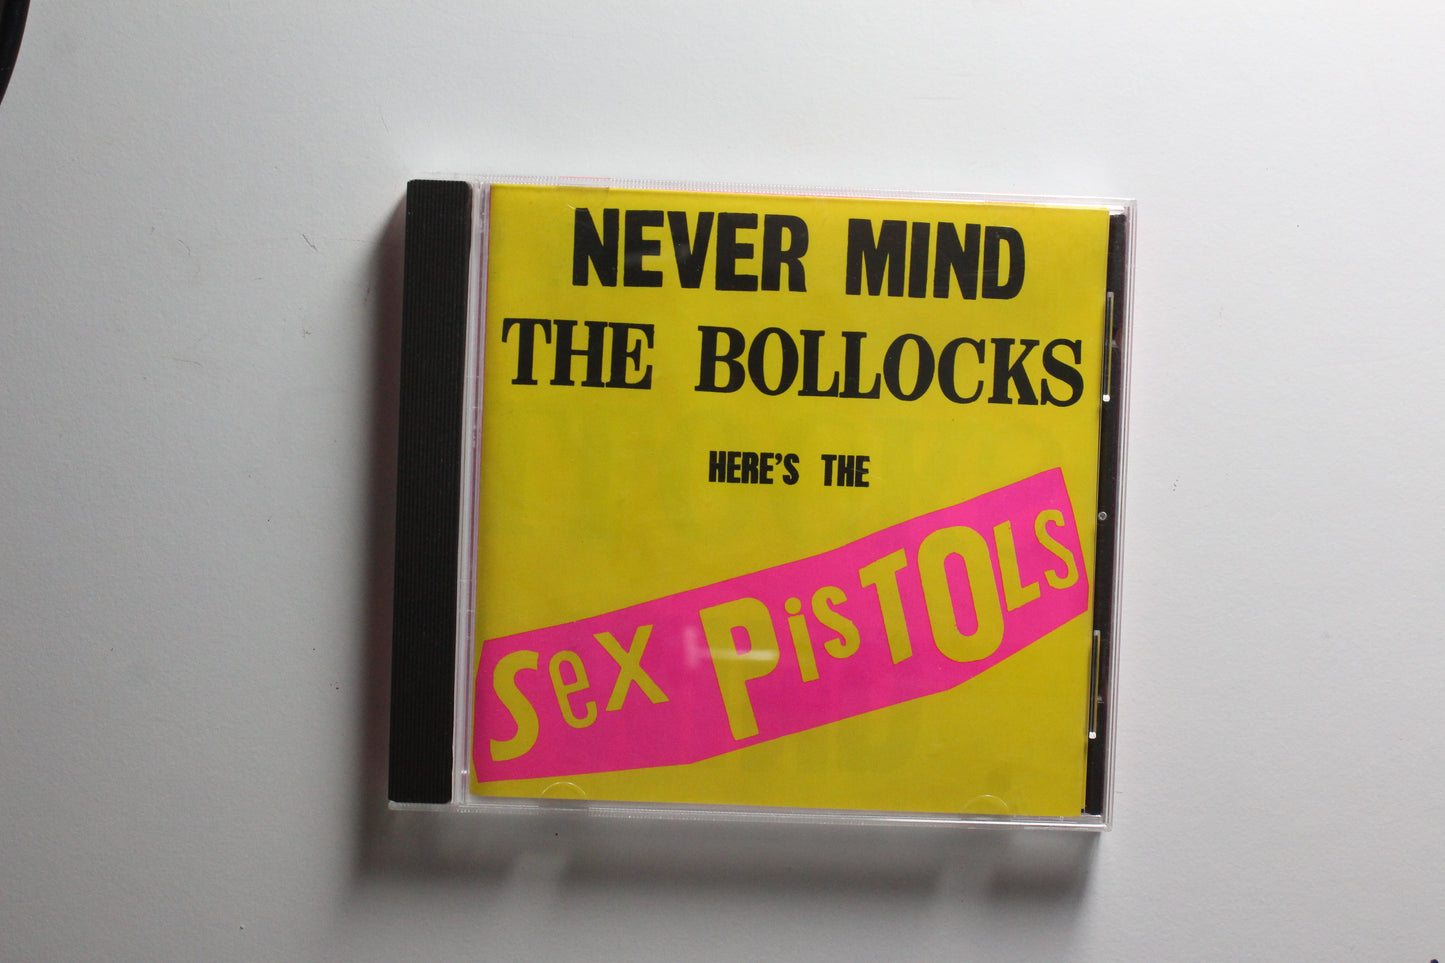 NEVER MIND
THE BOLLOCKS
HERE'S THE
Sex PiSTOLS